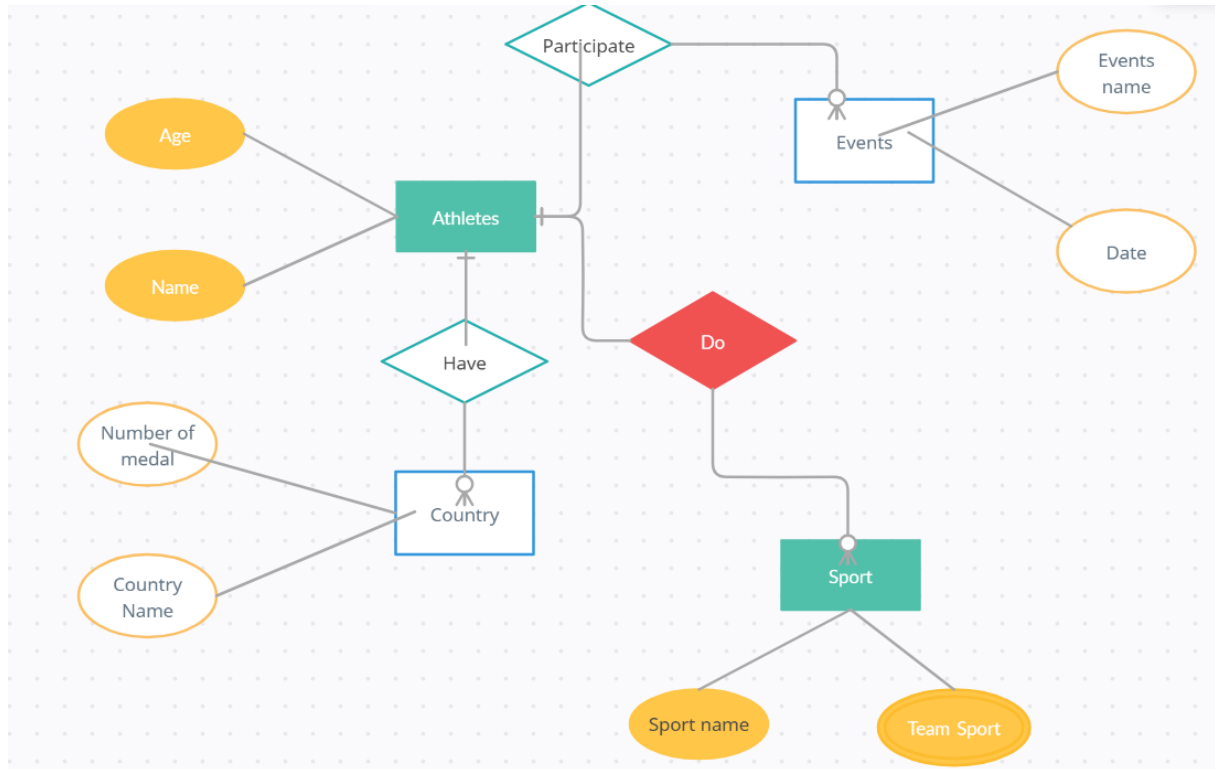 Participate
Events
name
Age
Events
Athletes
Date
Name
Do
Have
Number of
medal
Country
Country
Name
Sport
Sport name
Team Sport